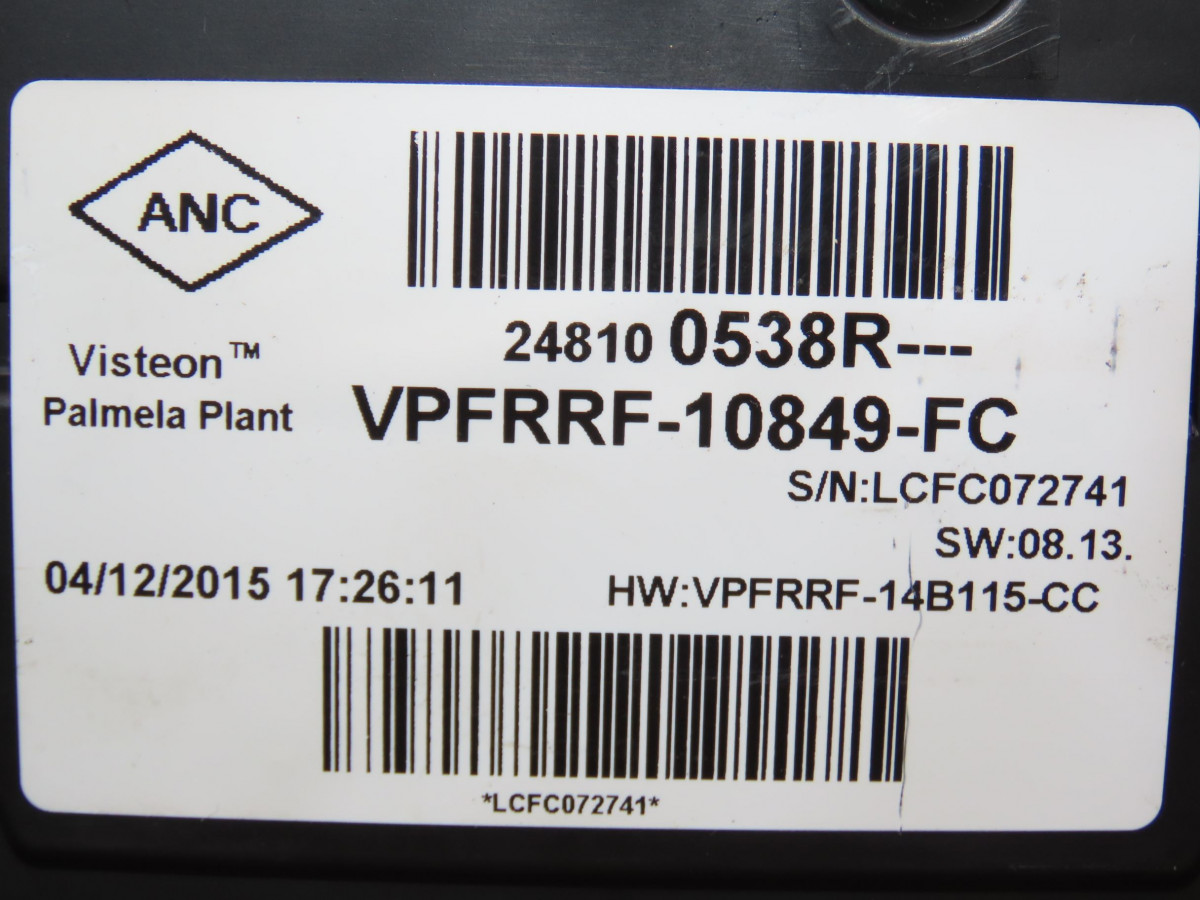 ANC
Visteon™
Palmela Plant
24810 0538R---
VPFRRF-10849-FC
S/N:LCFC072741
SW:08.13.
04/12/2015 17:26:11
HW:VPFRRF-14B115-CC
*LCFC072741*